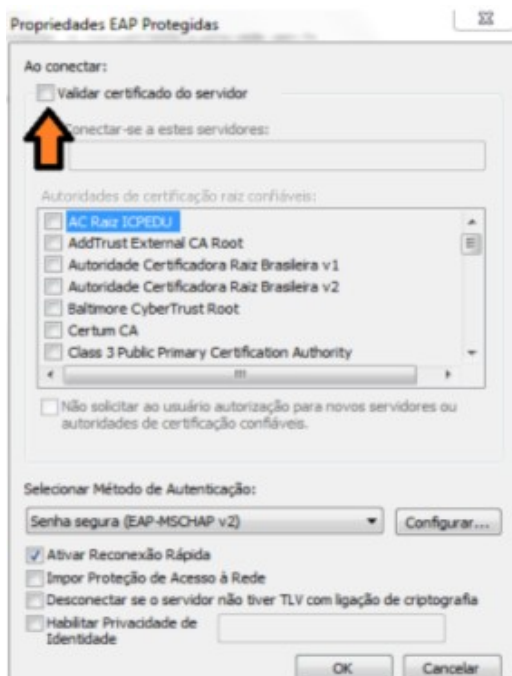 Propriedades EAP Protegidas
Ao conectar:
Validar certificado do servidor
Conectar-se a estes servidores:
Autoridades de certificação raiz confiáveis:
AC Raiz ICPEDU
AddTrust External CA Root
Autoridade Certificadora Raiz Brasileira v1
Autoridade Certificadora Raiz Brasileira v2
Baltimore CyberTrust Root
Certum CA
Class 3 Public Primary Certification Authority
Não solicitar ao usuário autorização para novos servidores ou
autoridades de certificação confiáveis.
Selecionar Método de Autenticação:
Senha segura (EAP-MSCHAP v2)
Configurar...
Ativar Reconexão Rápida
Impor Proteção de Acesso à Rede
Desconectar se o servidor não tiver TLV com ligação de criptografia
Habilitar Privacidade de
Identidade
OK
Cancelar